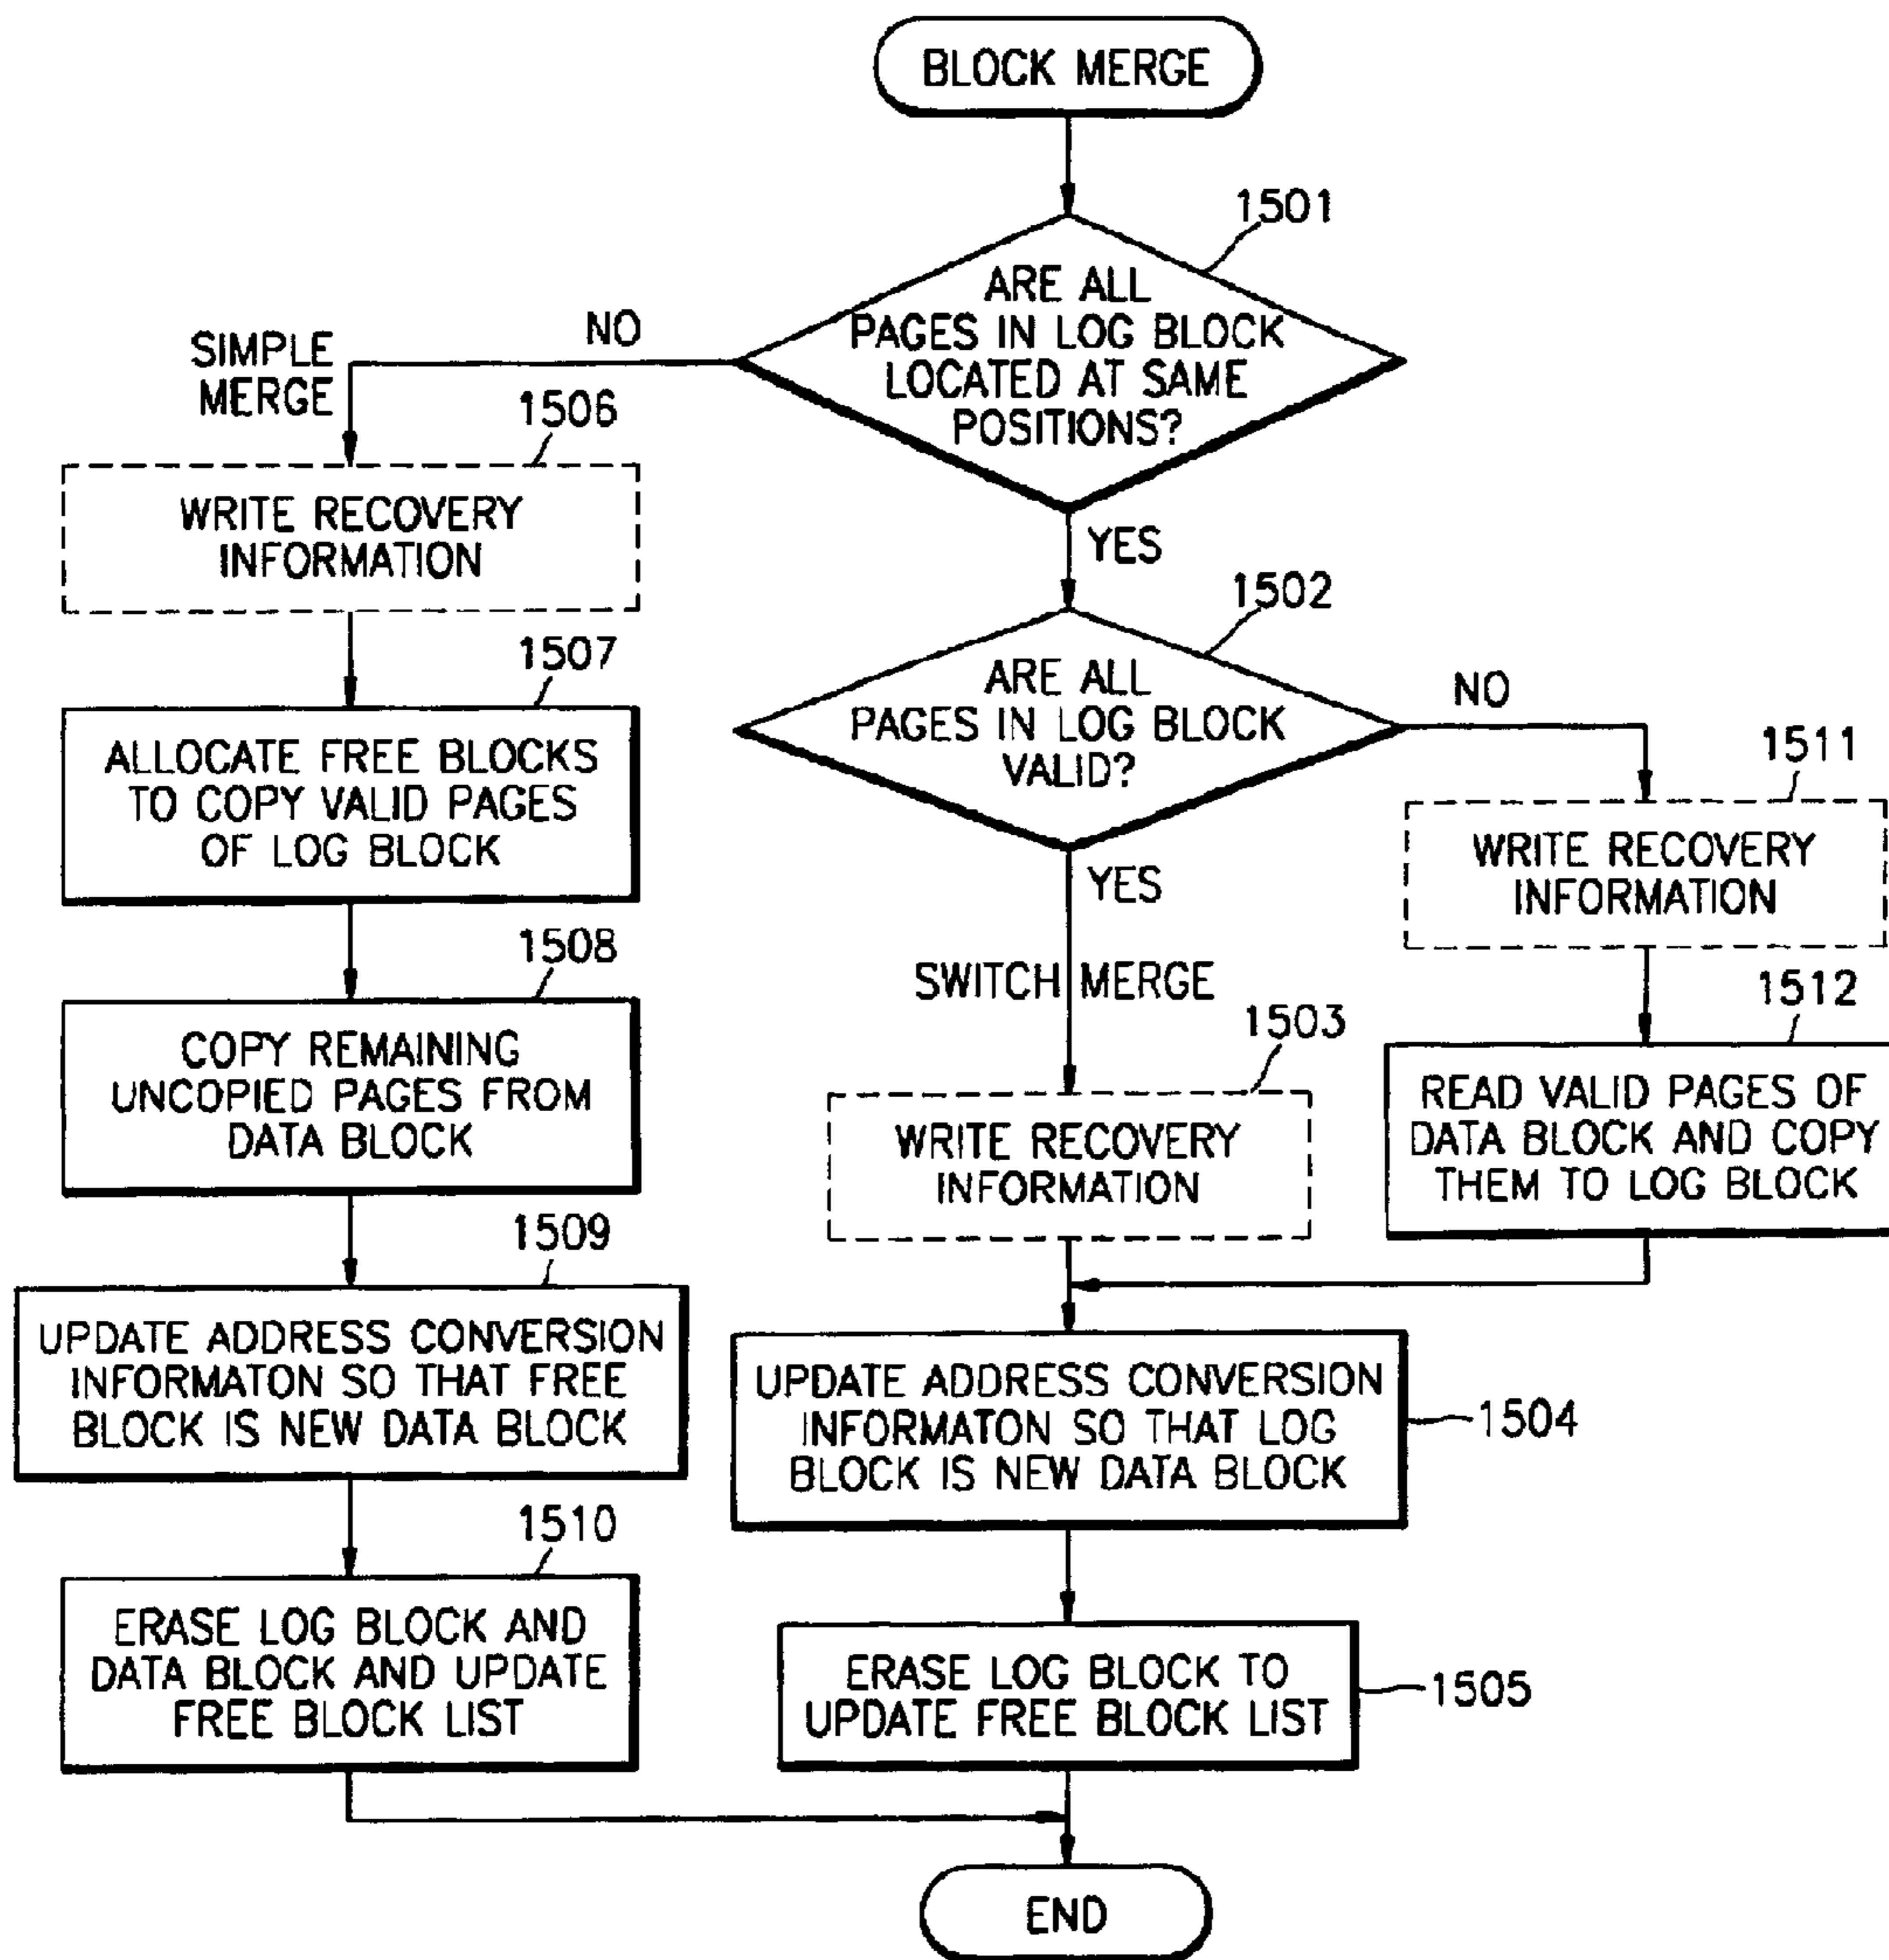 BLOCK MERGE
1501
ARE ALL
PAGES IN LOG BLOCK
LOCATED AT SAME
POSITIONS?
NO
SIMPLE
MERGE
1506
WRITE RECOVERY
INFORMATION
YES
1502
ARE ALL
PAGES IN LOG BLOCK
VALID?
NO
1507
ALLOCATE FREE BLOCKS
TO COPY VALID PAGES
OF LOG BLOCK
1511
WRITE RECOVERY
INFORMATION
YES
SWITCH MERGE
1508
COPY REMAINING
UNCOPIED PAGES FROM
DATA BLOCK
1503
WRITE RECOVERY
INFORMATION
1512
READ VALID PAGES OF
DATA BLOCK AND COPY
THEM TO LOG BLOCK
1509
UPDATE ADDRESS CONVERSION
INFORMATON SO THAT FREE
BLOCK IS NEW DATA BLOCK
UPDATE ADDRESS CONVERSION
INFORMATON SO THAT LOG
BLOCK IS NEW DATA BLOCK
1504
1510
ERASE LOG BLOCK AND
DATA BLOCK AND UPDATE
FREE BLOCK LIST
ERASE LOG BLOCK TO
UPDATE FREE BLOCK LIST
1505
END